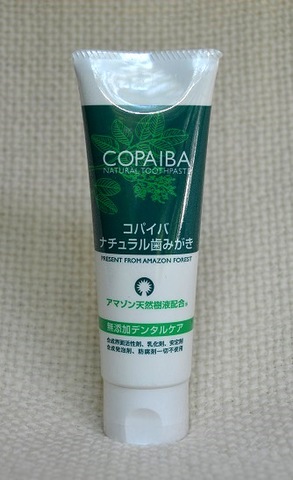 COPAIBA
NATURAL TOOTHPASTE
コパイバ
ナチュラル歯みがき
PRESENT FROM AMAZON FOREST
アマゾン天然樹液配合
無添加デンタルケア
合成界面活性剤、乳化剤、安定剤
合成発泡剤、防腐剤一切不使用